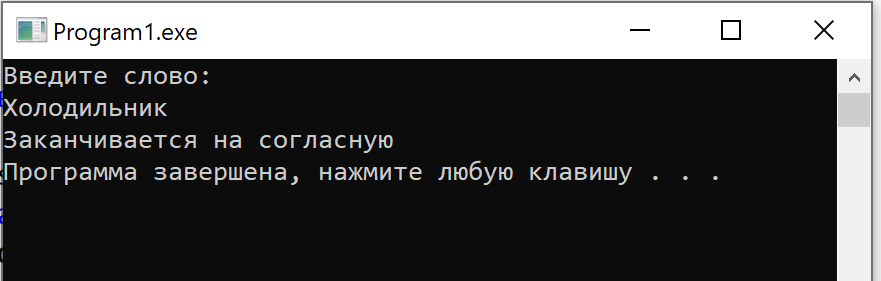 Program1.exe
Введите слово:
Холодильник
Заканчивается на согласную
Программа завершена, нажмите любую клавишу . . .